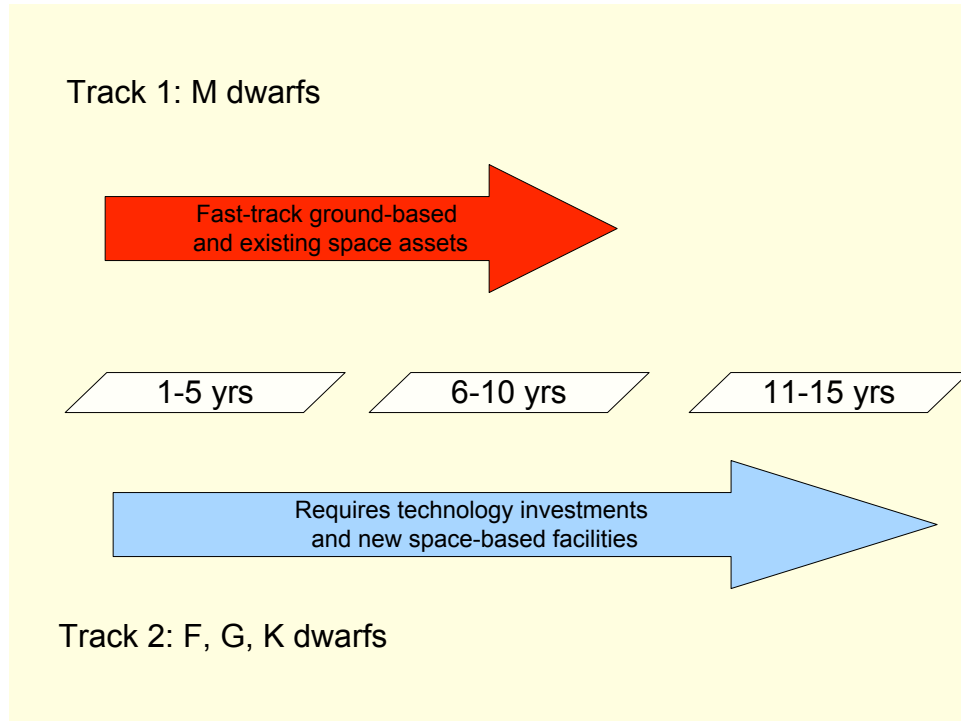 Track 1: M dwarfs
Fast-track ground-based
and existing space assets
1-5 yrs
6-10 yrs
11-15 yrs
Requires technology investments
and new space-based facilities
Track 2: F, G, K dwarfs